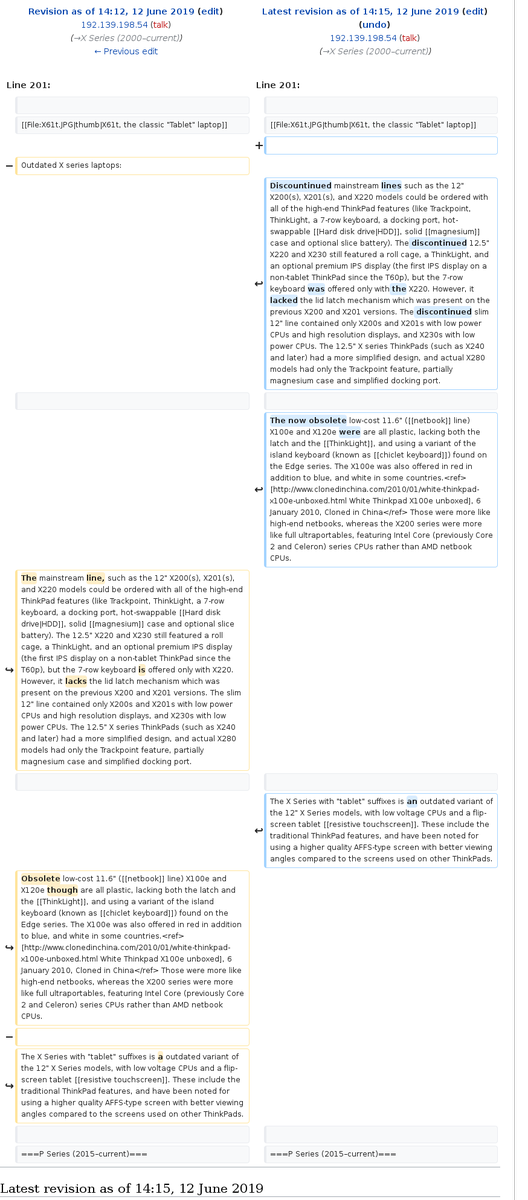 Revision as of 14:12, 12 June 2019 (edit)
192.139.198.54 (talk)
(→X Series (2000–current))
← Previous edit
Latest revision as of 14:15, 12 June 2019 (edit)
(undo)
192.139.198.54 (talk)
(→X Series (2000–current))
Line 201:
Line 201:
[[File:X61t.JPG|thumb|X61t, the classic "Tablet" laptop]]
[[File:X61t.JPG|thumb|X61t, the classic "Tablet" laptop]]
+
−
Outdated X series laptops:
Discontinued mainstream lines such as the 12"
X200(s), X201(s), and X220 models could be ordered with
all of the high-end ThinkPad features (like Trackpoint,
ThinkLight, a 7-row keyboard, a docking port, hot-
swappable [[Hard disk drive|HDD]], solid [[magnesium]]
case and optional slice battery). The discontinued 12.5"
X220 and X230 still featured a roll cage, a ThinkLight, and
an optional premium IPS display (the first IPS display on a
non-tablet ThinkPad since the T60p), but the 7-row
keyboard was offered only with the X220. However, it
lacked the lid latch mechanism which was present on the
previous X200 and X201 versions. The discontinued slim
12" line contained only X200s and X201s with low power
CPUs and high resolution displays, and X230s with low
power CPUs. The 12.5" X series ThinkPads (such as X240
and later) had a more simplified design, and actual X280
models had only the Trackpoint feature, partially
magnesium case and simplified docking port.
The now obsolete low-cost 11.6" ([[netbook]] line)
X100e and X120e were are all plastic, lacking both the
latch and the [[ThinkLight]], and using a variant of the
island keyboard (known as [[chiclet keyboard]]) found on
the Edge series. The X100e was also offered in red in
addition to blue, and white in some countries.<ref>
[http://www.clonedinchina.com/2010/01/white-thinkpad-
x100e-unboxed.html White Thinkpad X100e unboxed], 6
January 2010, Cloned in China</ref> Those were more like
high-end netbooks, whereas the X200 series were more
like full ultraportables, featuring Intel Core (previously Core
2 and Celeron) series CPUs rather than AMD netbook
CPUs.
The mainstream line, such as the 12" X200(s), X201(s),
and X220 models could be ordered with all of the high-end
ThinkPad features (like Trackpoint, ThinkLight, a 7-row
keyboard, a docking port, hot-swappable [[Hard disk
drive|HDD]], solid [[magnesium]] case and optional slice
battery). The 12.5" X220 and X230 still featured a roll
cage, a ThinkLight, and an optional premium IPS display
(the first IPS display on a non-tablet ThinkPad since the
T60p), but the 7-row keyboard is offered only with X220.
However, it lacks the lid latch mechanism which was
present on the previous X200 and X201 versions. The slim
12" line contained only X200s and X201s with low power
CPUs and high resolution displays, and X230s with low
power CPUs. The 12.5" X series ThinkPads (such as X240
and later) had a more simplified design, and actual X280
models had only the Trackpoint feature, partially
magnesium case and simplified docking port.
The X Series with "tablet" suffixes is an outdated variant of
the 12" X Series models, with low voltage CPUs and a flip-
screen tablet [[resistive touchscreen]]. These include the
traditional ThinkPad features, and have been noted for
using a higher quality AFFS-type screen with better viewing
angles compared to the screens used on other ThinkPads.
Obsolete low-cost 11.6" ([[netbook]] line) X100e and
X120e though are all plastic, lacking both the latch and
the [[ThinkLight]], and using a variant of the island
keyboard (known as [[chiclet keyboard]]) found on the
Edge series. The X100e was also offered in red in addition
to blue, and white in some countries.<ref>
[http://www.clonedinchina.com/2010/01/white-thinkpad-
x100e-unboxed.html White Thinkpad X100e unboxed], 6
January 2010, Cloned in China</ref> Those were more like
high-end netbooks, whereas the X200 series were more
like full ultraportables, featuring Intel Core (previously Core
2 and Celeron) series CPUs rather than AMD netbook
CPUs.
−
The X Series with "tablet" suffixes is a outdated variant of
the 12" X Series models, with low voltage CPUs and a flip-
screen tablet [[resistive touchscreen]]. These include the
traditional ThinkPad features, and have been noted for
using a higher quality AFFS-type screen with better viewing
angles compared to the screens used on other ThinkPads.
===P Series (2015–current)===
===P Series (2015–current)===
Latest revision as of 14:15, 12 June 2019